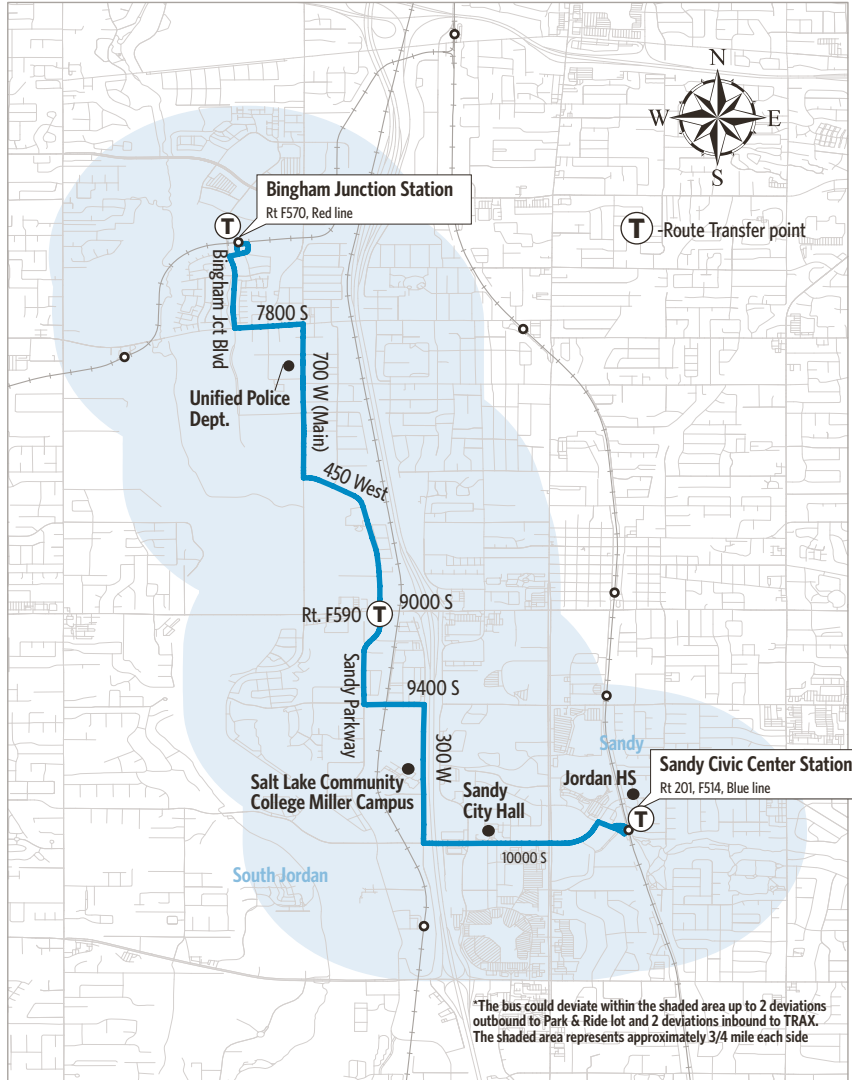 N
W
E
S
Bingham Junction Station
Rt F570, Red line
T
T -Route Transfer point
Bingham Jct Blvd
7800 S
Unified Police
Dept.
700 W (Main)
450 West
Rt. F590
T
9000 S
Sandy Parkway
9400 S
300 W
Sandy
Sandy Civic Center Station
Rt 201, F514, Blue line
Jordan HS
T
Salt Lake Community
College Miller Campus
Sandy
City Hall
10000 S
South Jordan
*The bus could deviate within the shaded area up to 2 deviations
outbound to Park & Ride lot and 2 deviations inbound to TRAX.
The shaded area represents approximately 3/4 mile each side